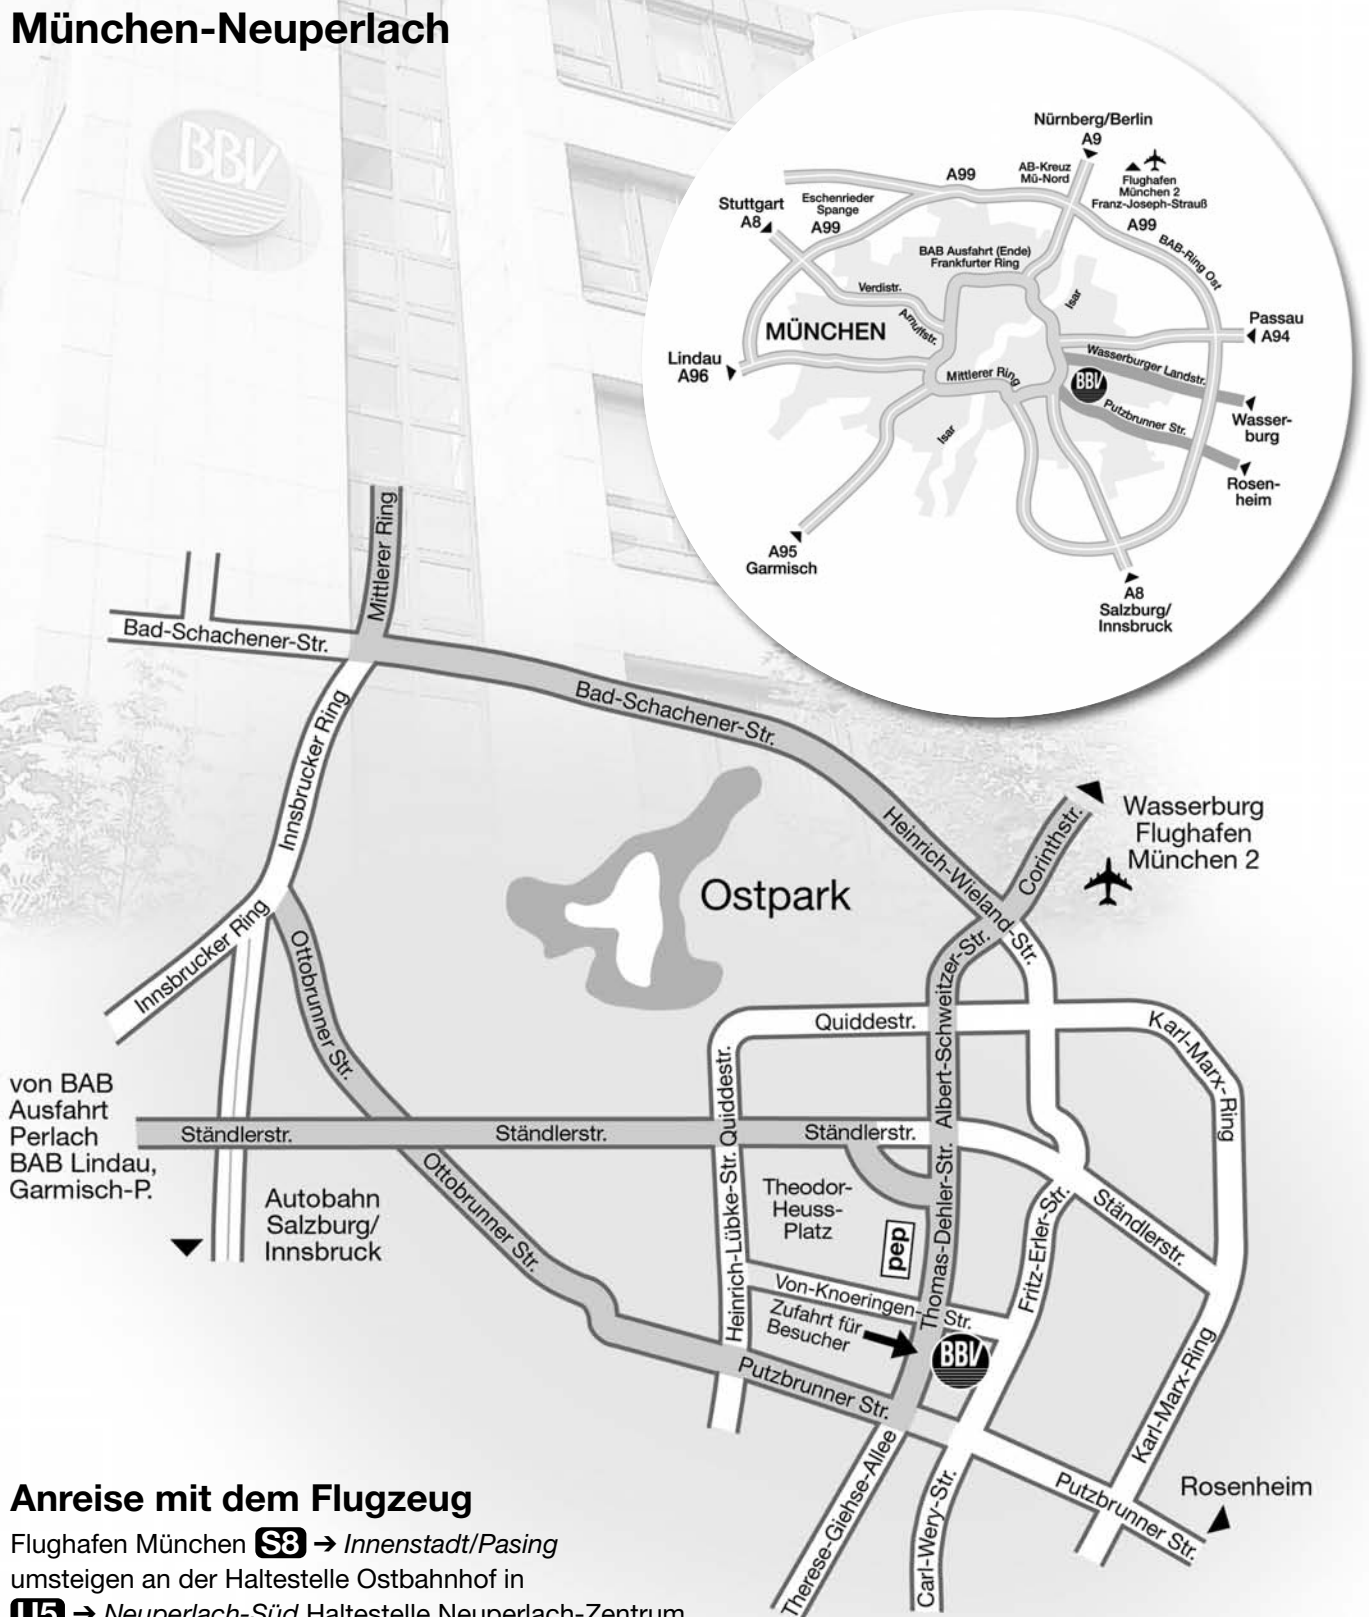 München-Neuperlach
BBV
Nürnberg/Berlin
A9
AB-Kreuz
Mü-Nord
Flughafen
München 2
Franz-Joseph-Strauß
A99
Eschenrieder
Spange
A99
Stuttgart
A8
A99
BAB-Ring Ost
BAB Ausfahrt (Ende)
Frankfurter Ring
Verdistr.
Arnulfstr.
Isar
MÜNCHEN
Passau
A94
Lindau
A96
Wasserburger Landstr.
Mittlerer Ring
BBV
Putzbrunner Str.
Wasser-
burg
Isar
Rosen-
heim
A95
Garmisch
A8
Salzburg/
Innsbruck
Mittlerer Ring
Bad-Schachener-Str.
Bad-Schachener-Str.
Innsbrucker Ring
Heinrich-Wieland-Str.
Corinthstr.
Wasserburg
Flughafen
München 2
Ostpark
Innsbrucker Ring
Ottobrunner Str.
Albert-Schweitzer-Str.
Quiddestr.
Karl-Marx-Ring
Quiddestr.
von BAB
Ausfahrt
Perlach
BAB Lindau,
Garmisch-P.
Ständlerstr.
Ständlerstr.
Ständlerstr.
Autobahn
Salzburg/
Innsbruck
Ottobrunner Str.
Heinrich-Lübke-Str.
Theodor-
Heuss-
Platz
pep
Thomas-Dehler-Str.
Fritz-Erler-Str.
Ständlerstr.
Von-Knoeringen-Str.
Zufahrt für
Besucher
BBV
Putzbrunner Str.
Karl-Marx-Ring
Therese-Giehse-Allee
Carl-Wery-Str.
Putzbrunner Str.
Rosenheim
Anreise mit dem Flugzeug
Flughafen München S8 ➔ Innenstadt/Pasing
umsteigen an der Haltestelle Ostbahnhof in
U5 ➔ Neuperlach-Süd Haltestelle Neuperlach-Zentrum